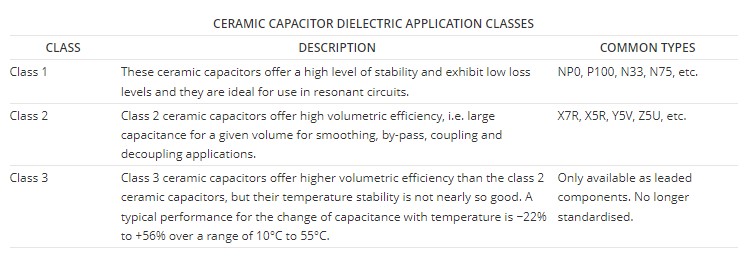 CERAMIC CAPACITOR DIELECTRIC APPLICATION CLASSES
CLASS DESCRIPTION COMMON TYPES
Class 1 These ceramic capacitors offer a high level of stability and exhibit low loss NP0, P100, N33, N75, etc.
levels and they are ideal for use in resonant circuits.
Class 2 Class 2 ceramic capacitors offer high volumetric efficiency, i.e. large X7R, X5R, Y5V, Z5U, etc.
capacitance for a given volume for smoothing, by-pass, coupling and
decoupling applications.
Class 3 Class 3 ceramic capacitors offer higher volumetric efficiency than the class 2 Only available as leaded
ceramic capacitors, but their temperature stability is not nearly so good. A components. No longer
typical performance for the change of capacitance with temperature is −22% standardised.
to +56% over a range of 10°C to 55°C.